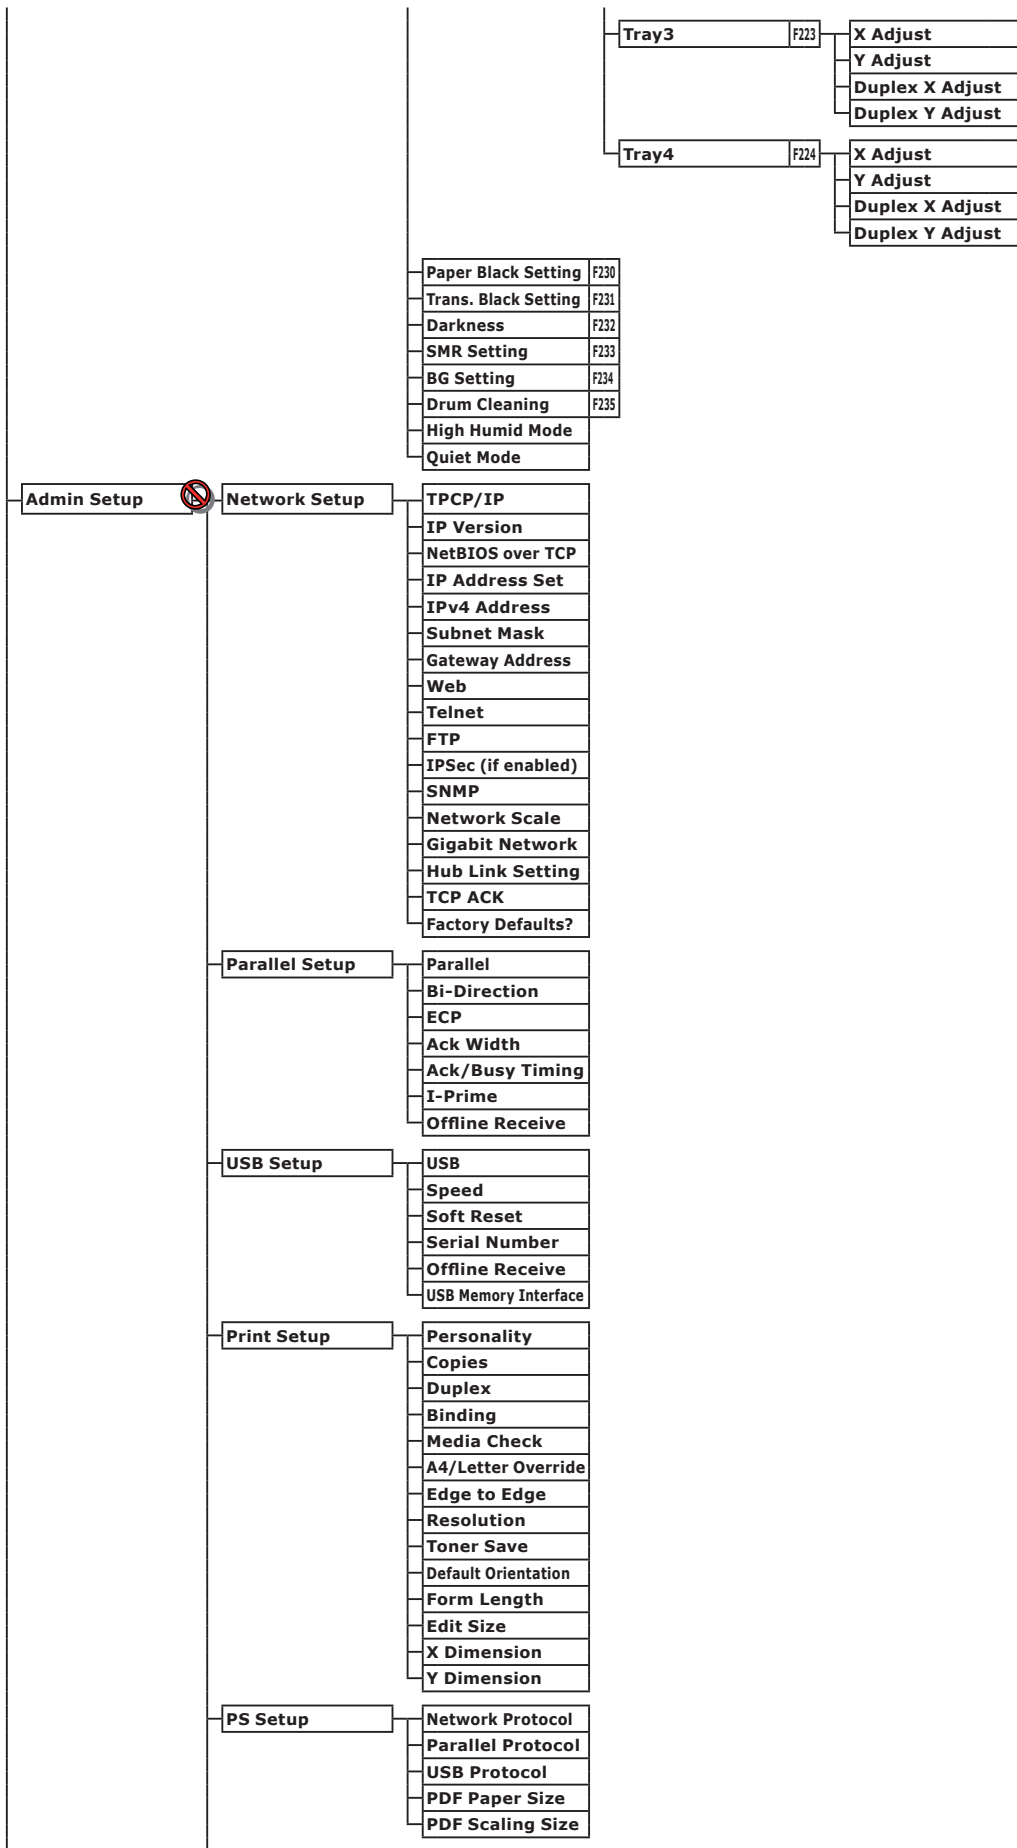 Tray3 F223 X Adjust
Y Adjust
Duplex X Adjust
Duplex Y Adjust
Tray4 F224 X Adjust
Y Adjust
Duplex X Adjust
Duplex Y Adjust
Paper Black Setting F230
Trans. Black Setting F231
Darkness F232
SMR Setting F233
BG Setting F234
Drum Cleaning F235
High Humid Mode
Quiet Mode
Admin Setup Network Setup TPCP/IP
IP Version
NetBIOS over TCP
IP Address Set
IPv4 Address
Subnet Mask
Gateway Address
Web
Telnet
FTP
IPSec (if enabled)
SNMP
Network Scale
Gigabit Network
Hub Link Setting
TCP ACK
Factory Defaults?
Parallel Setup Parallel
Bi-Direction
ECP
Ack Width
Ack/Busy Timing
I-Prime
Offline Receive
USB Setup USB
Speed
Soft Reset
Serial Number
Offline Receive
USB Memory Interface
Print Setup Personality
Copies
Duplex
Binding
Media Check
A4/Letter Override
Edge to Edge
Resolution
Toner Save
Default Orientation
Form Length
Edit Size
X Dimension
Y Dimension
PS Setup Network Protocol
Parallel Protocol
USB Protocol
PDF Paper Size
PDF Scaling Size